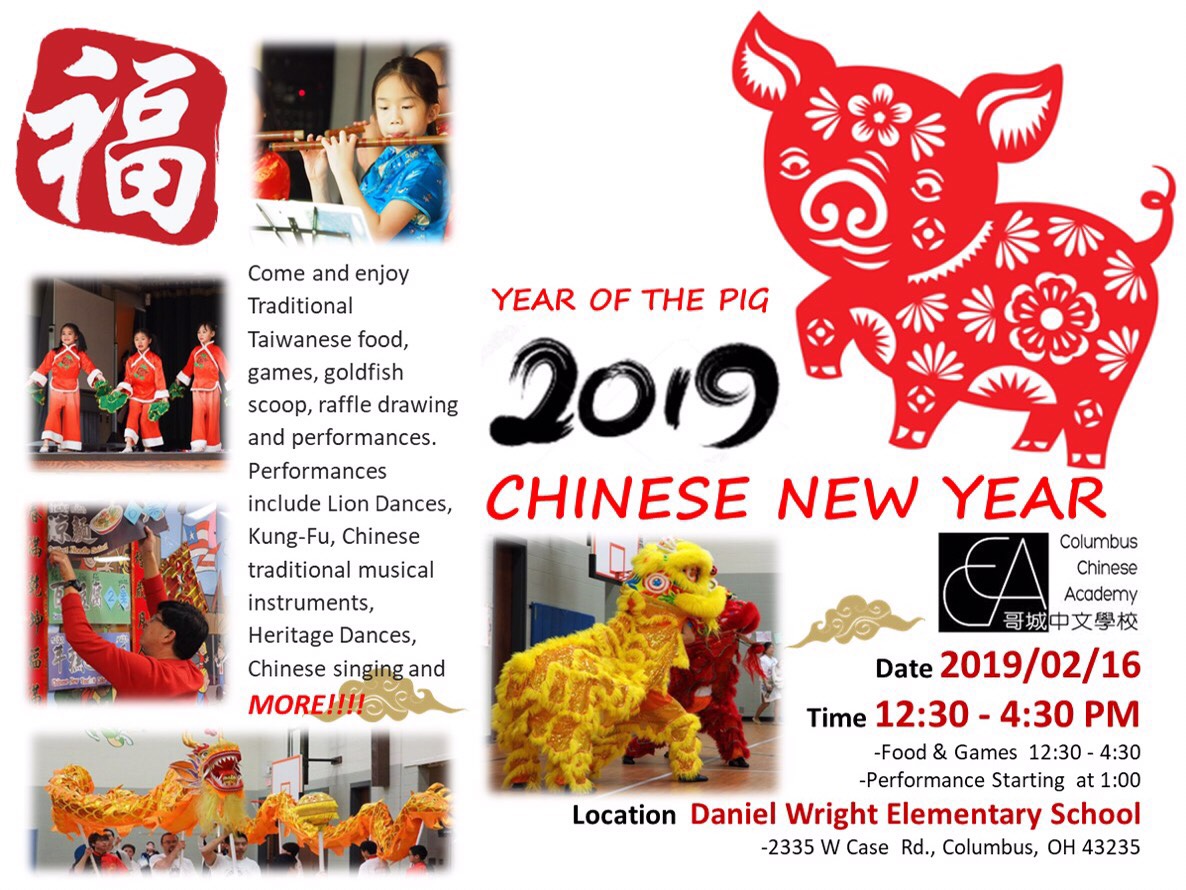 福
Come and enjoy
Traditional
Taiwanese food,
games, goldfish
scoop, raffle drawing
and performances.
Performances
include Lion Dances,
Kung-Fu, Chinese
traditional musical
instruments,
Heritage Dances,
Chinese singing and
MORE!!!!
YEAR OF THE PIG
2019
CHINESE NEW YEAR
CEA
Columbus
Chinese
Academy
哥城中文學校
Date 2019/02/16
Time 12:30 - 4:30 PM
-Food & Games 12:30 - 4:30
-Performance Starting at 1:00
Location Daniel Wright Elementary School
-2335 W Case Rd., Columbus, OH 43235